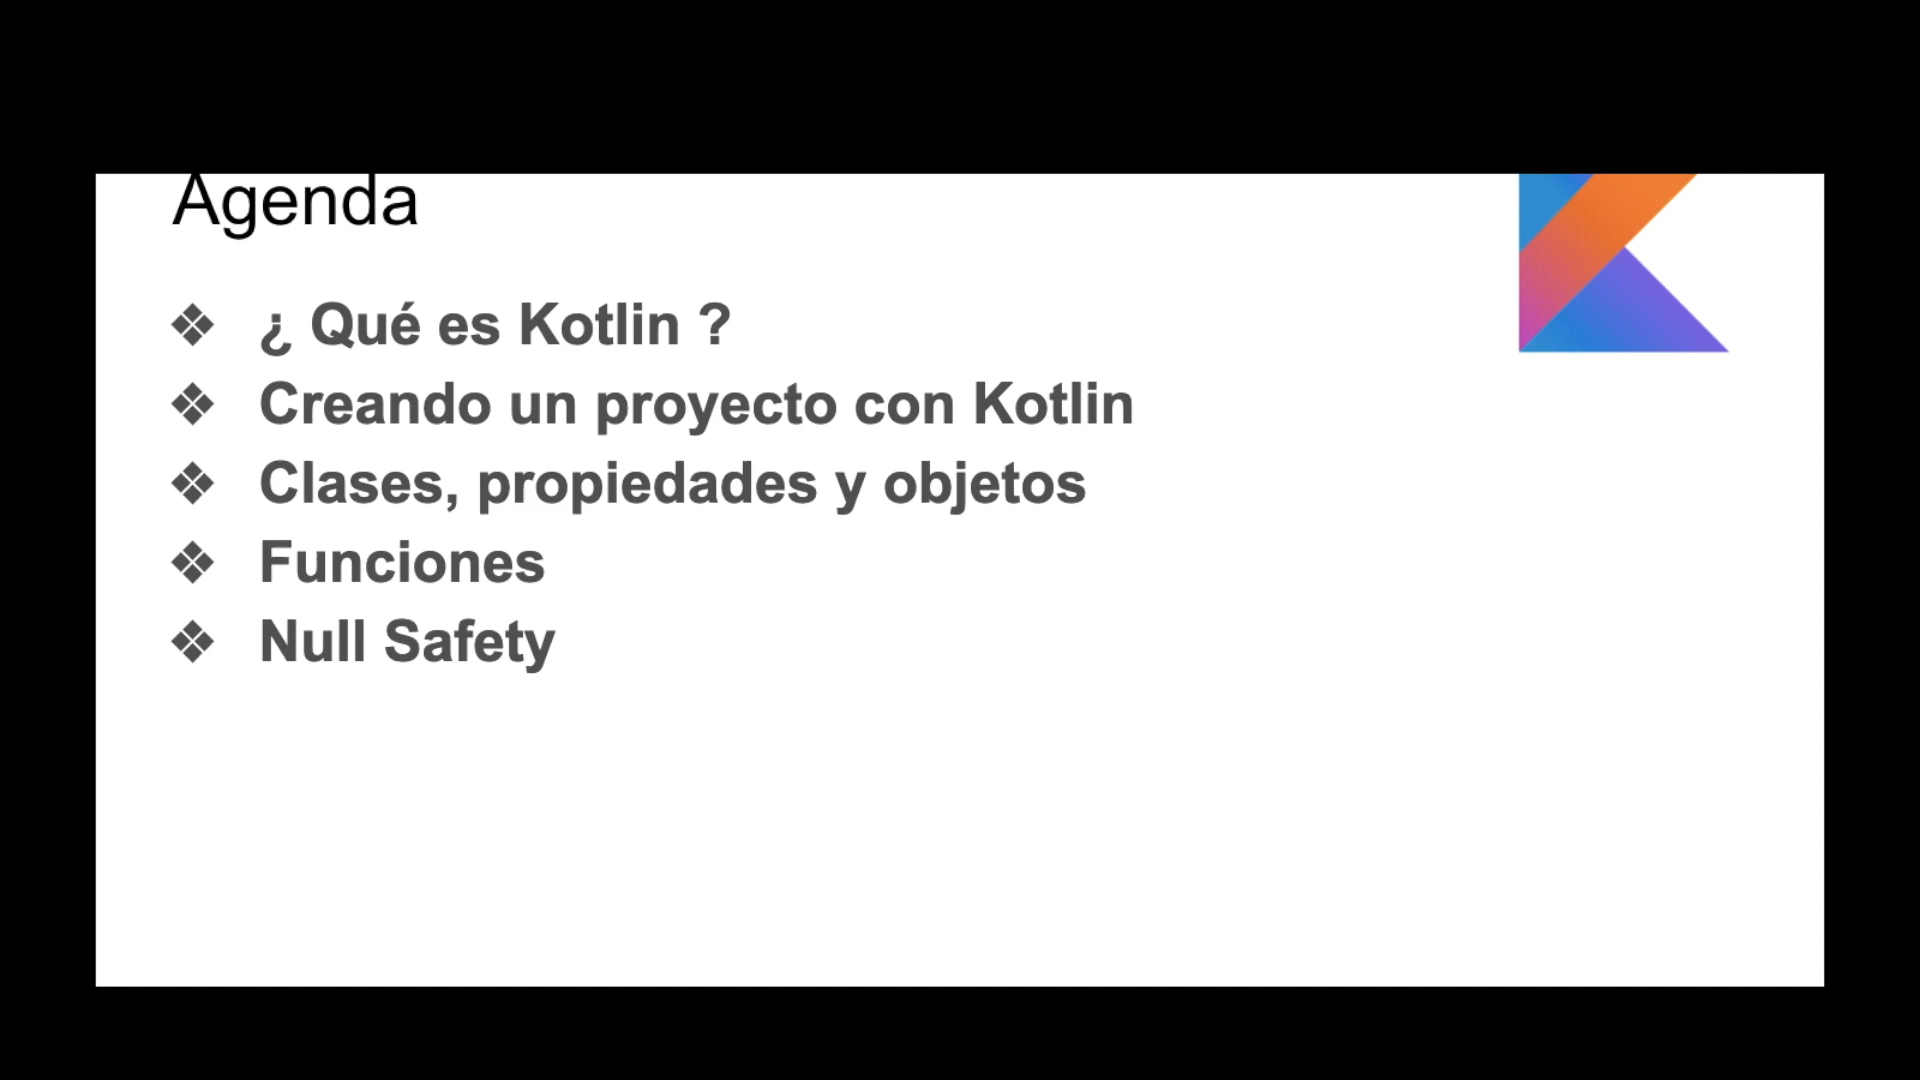 Agenda
❖ ¿ Qué es Kotlin ?
❖ Creando un proyecto con Kotlin
❖ Clases, propiedades y objetos
❖ Funciones
❖ Null Safety